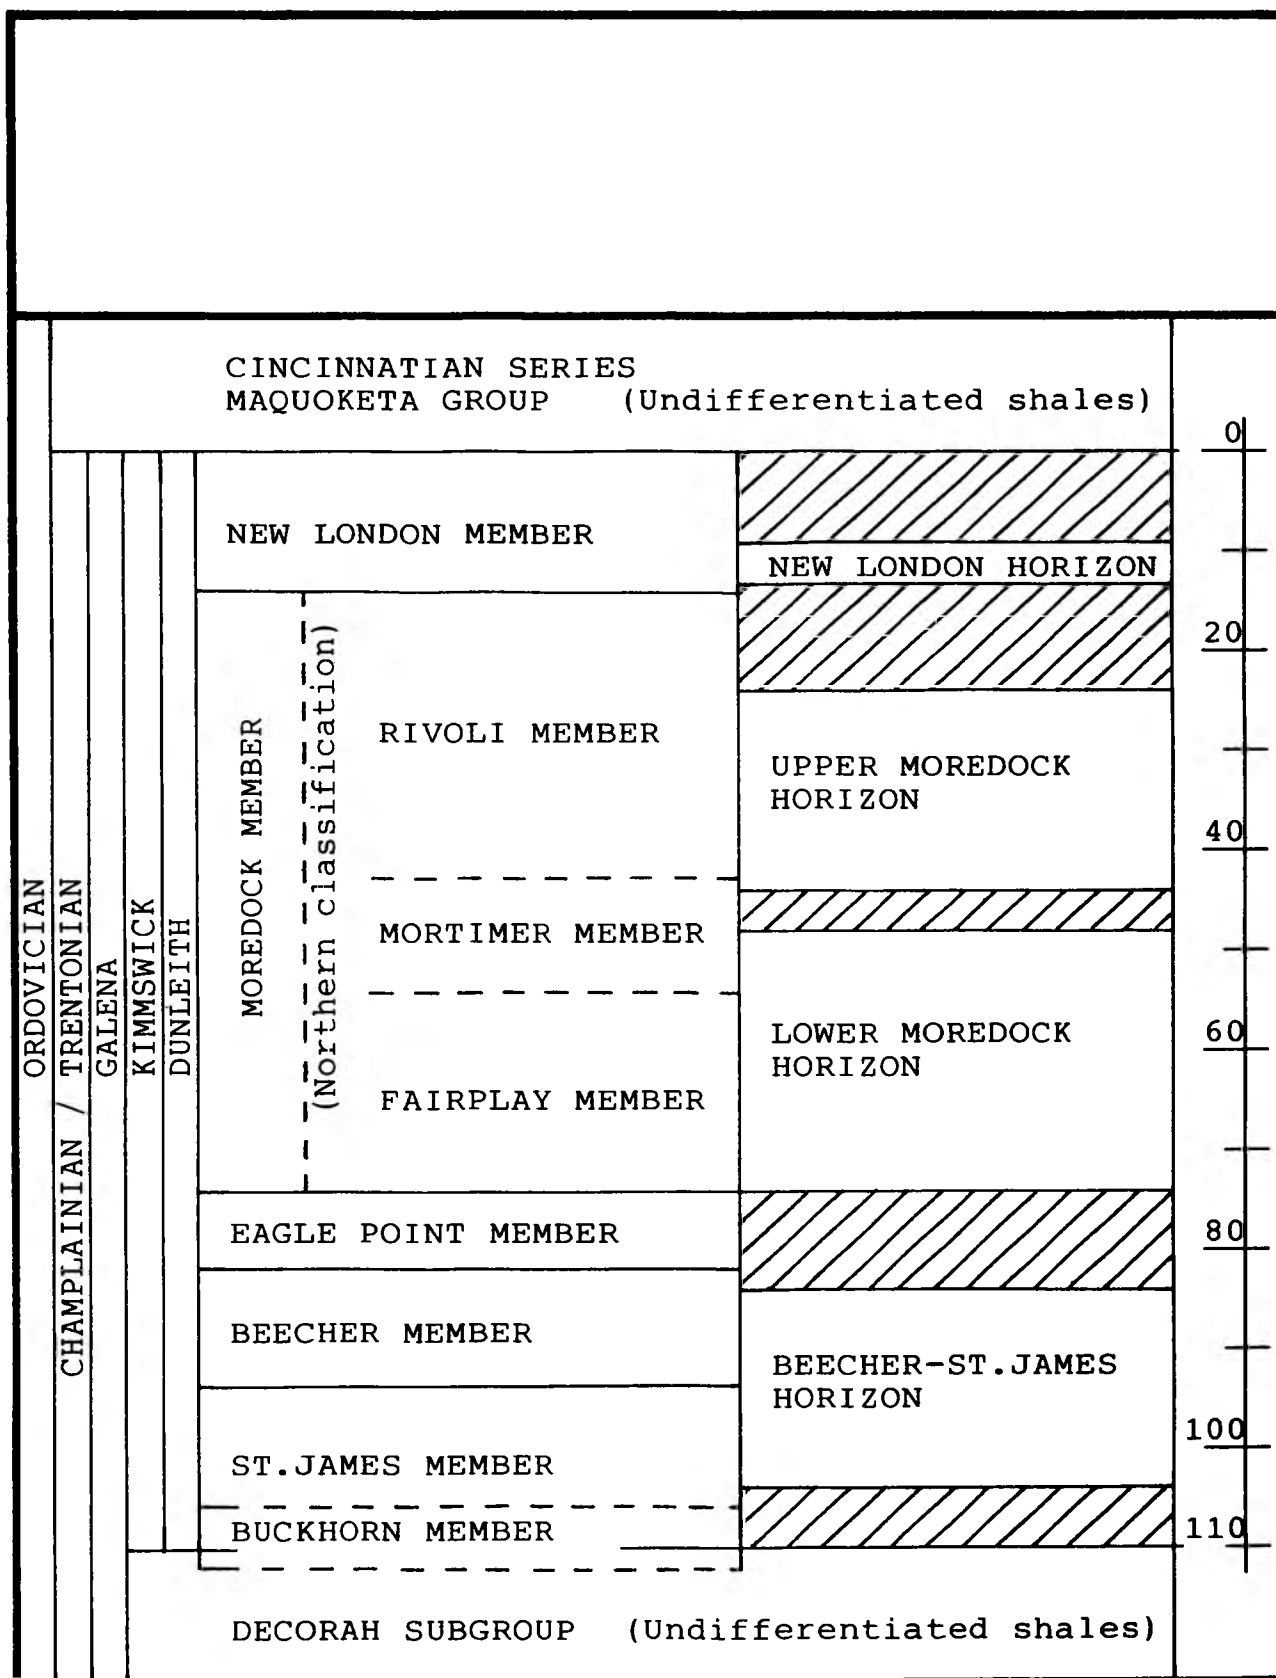 CINCINNATIAN SERIES
MAQUOKETA GROUP (Undifferentiated shales)
ORDOVICIAN
CHAMPLAINIAN / TRENTONIAN
GALENA
KIMMSWICK
DUNLEITH
NEW LONDON MEMBER
MOREDOCK MEMBER
(Northern classification)
RIVOLI MEMBER
MORTIMER MEMBER
FAIRPLAY MEMBER
EAGLE POINT MEMBER
BEECHER MEMBER
ST.JAMES MEMBER
BUCKHORN MEMBER
NEW LONDON HORIZON
UPPER MOREDOCK
HORIZON
LOWER MOREDOCK
HORIZON
BEECHER-ST.JAMES
HORIZON
0
20
40
60
80
100
110
DECORAH SUBGROUP (Undifferentiated shales)